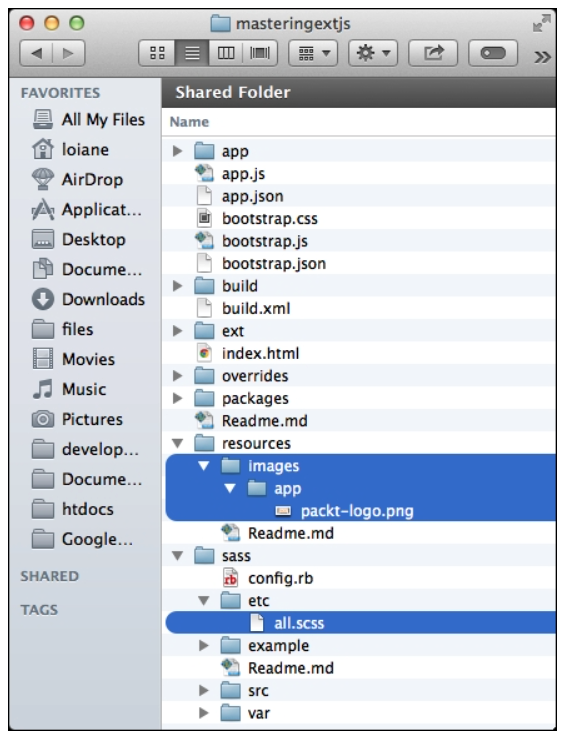 masteringextjs
FAVORITES
All My Files
loiane
AirDrop
Applicat...
Desktop
Docume...
Downloads
files
Movies
Music
Pictures
develop...
Docume...
htdocs
Google...
SHARED
TAGS
Shared Folder
Name
app
app.js
app.json
bootstrap.css
bootstrap.js
bootstrap.json
build
build.xml
ext
index.html
overrides
packages
Readme.md
resources
images
app
packt-logo.png
Readme.md
sass
config.rb
etc
all.scss
example
Readme.md
src
var